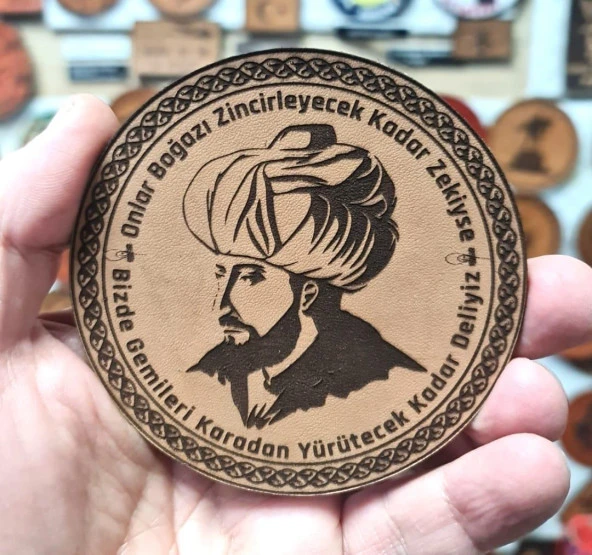 Onlar Boğazı Zincirleyecek Kadar Zekiyse
Bizde Gemileri Karadan Yürütecek Kadar Deliyiz